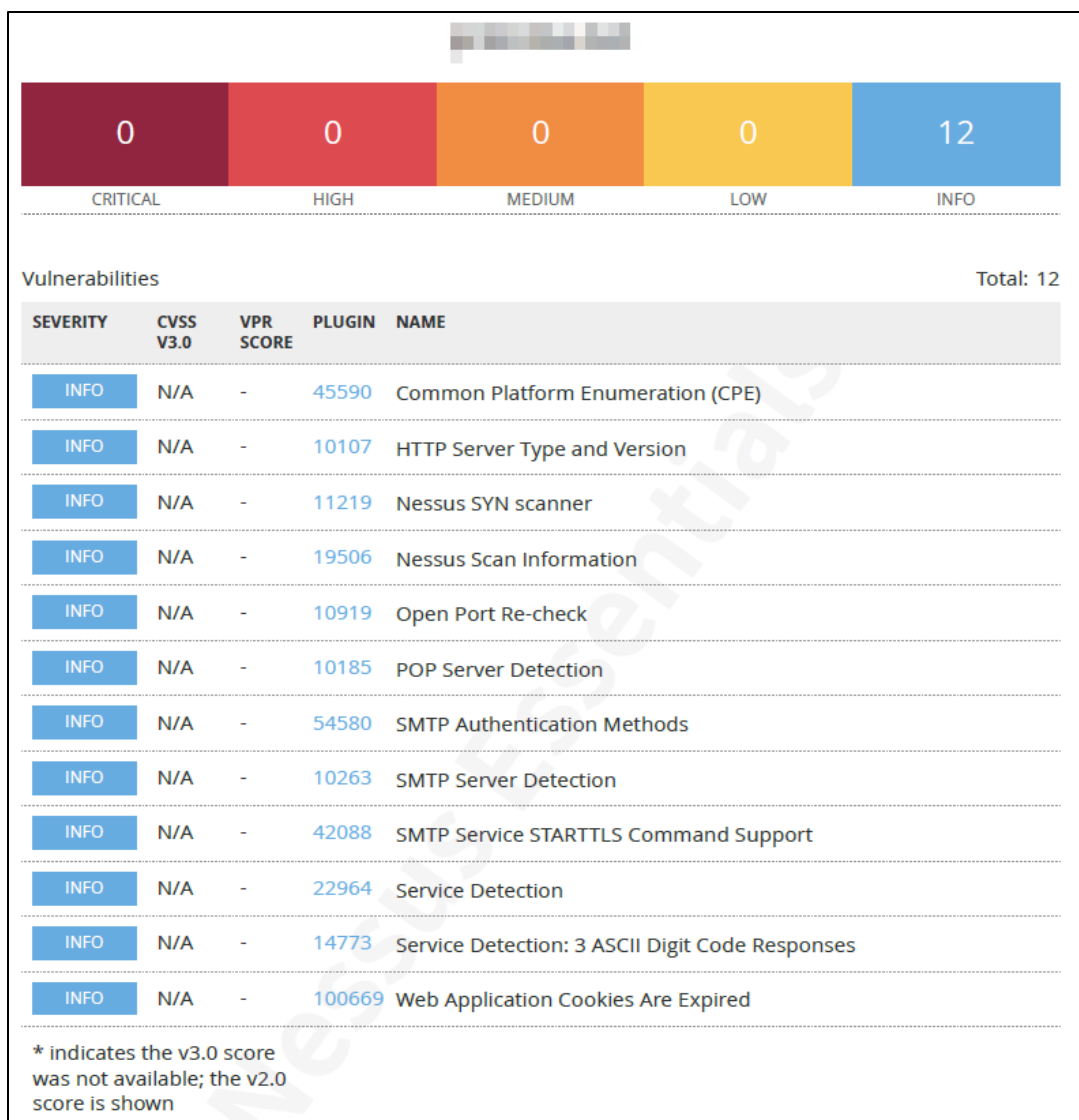 0 0 0 0 12
CRITICAL HIGH MEDIUM LOW INFO
Vulnerabilities Total: 12
SEVERITY CVSS V3.0 VPR SCORE PLUGIN NAME
INFO N/A - 45590 Common Platform Enumeration (CPE)
INFO N/A - 10107 HTTP Server Type and Version
INFO N/A - 11219 Nessus SYN scanner
INFO N/A - 19506 Nessus Scan Information
INFO N/A - 10919 Open Port Re-check
INFO N/A - 10185 POP Server Detection
INFO N/A - 54580 SMTP Authentication Methods
INFO N/A - 10263 SMTP Server Detection
INFO N/A - 42088 SMTP Service STARTTLS Command Support
INFO N/A - 22964 Service Detection
INFO N/A - 14773 Service Detection: 3 ASCII Digit Code Responses
INFO N/A - 100669 Web Application Cookies Are Expired
* indicates the v3.0 score
was not available; the v2.0
score is shown
Nessus Essentials